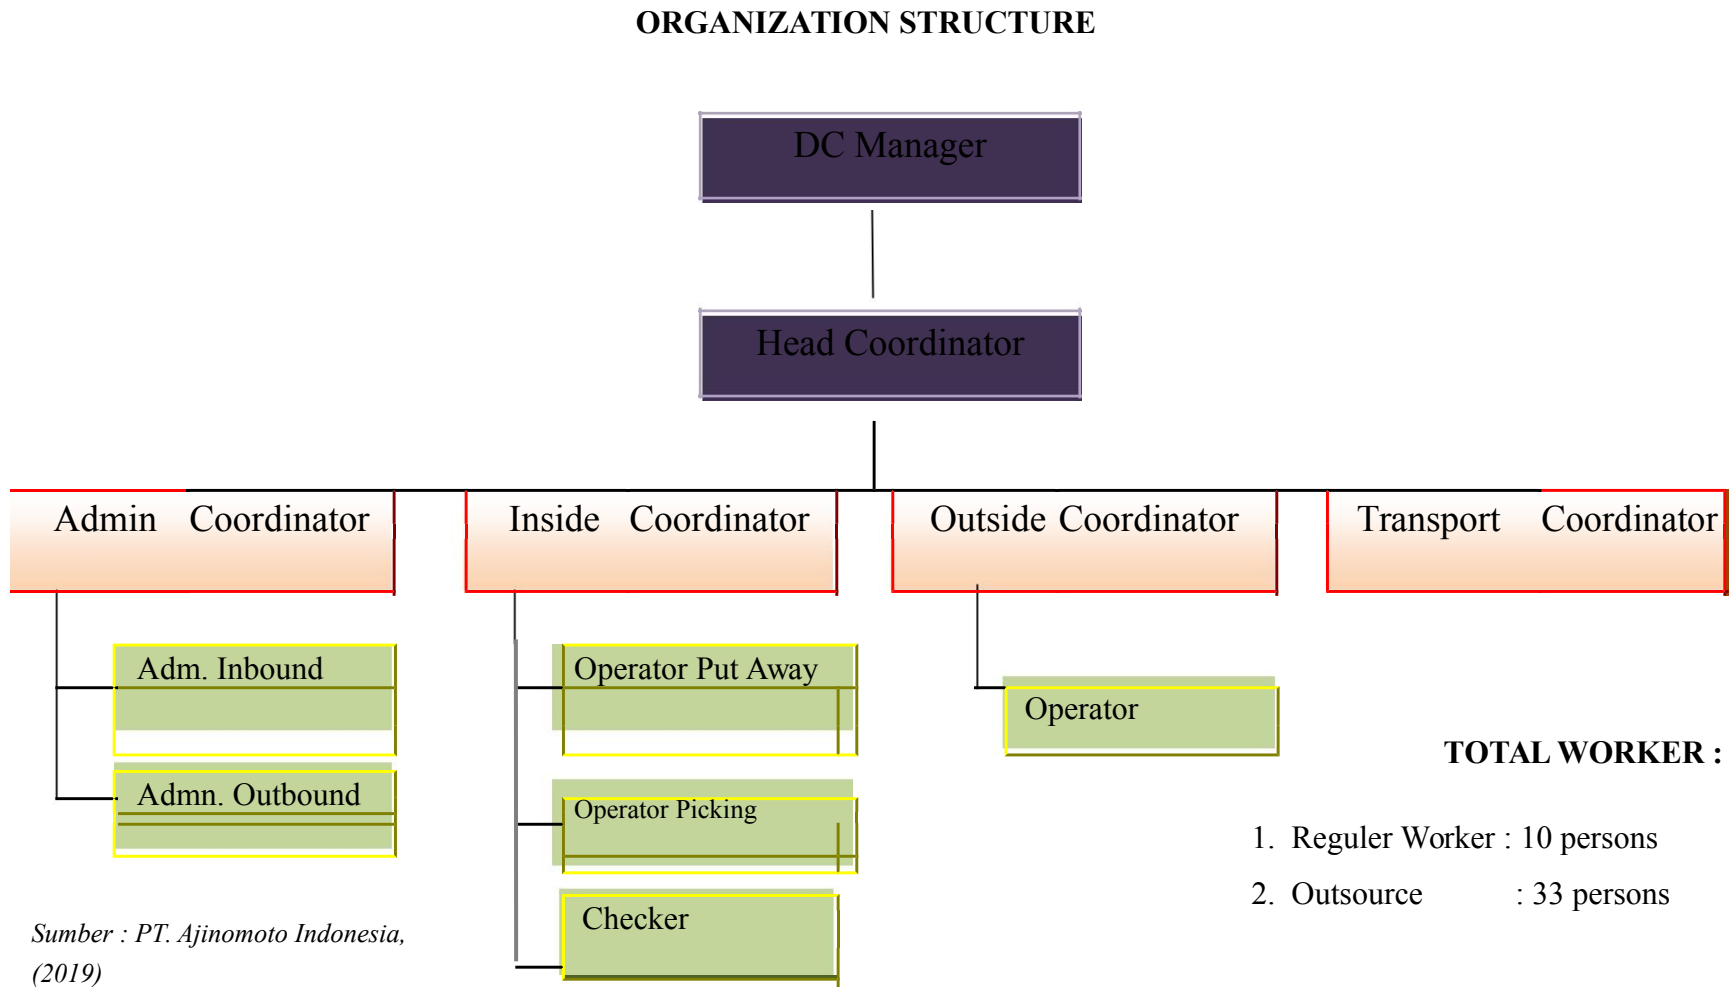 ORGANIZATION STRUCTURE
DC Manager
Head Coordinator
Admin Coordinator
Inside Coordinator
Outside Coordinator
Transport Coordinator
Adm. Inbound
Admn. Outbound
Operator Put Away
Operator Picking
Checker
Operator
TOTAL WORKER :
1. Reguler Worker : 10 persons
2. Outsource : 33 persons
Sumber : PT. Ajinomoto Indonesia,
(2019)